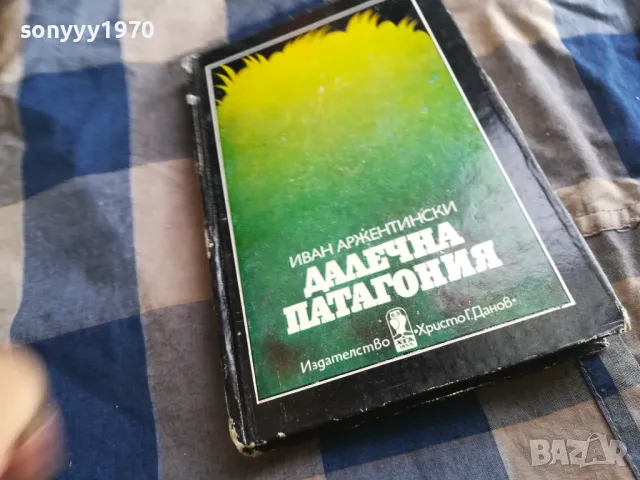 sonyyy1970
ИВАН АРЖЕНТИНСКИ
ДАЛЕЧНА
ПАТАГОНИЯ
Издателство •Христо Г. Данов•
BAZAR